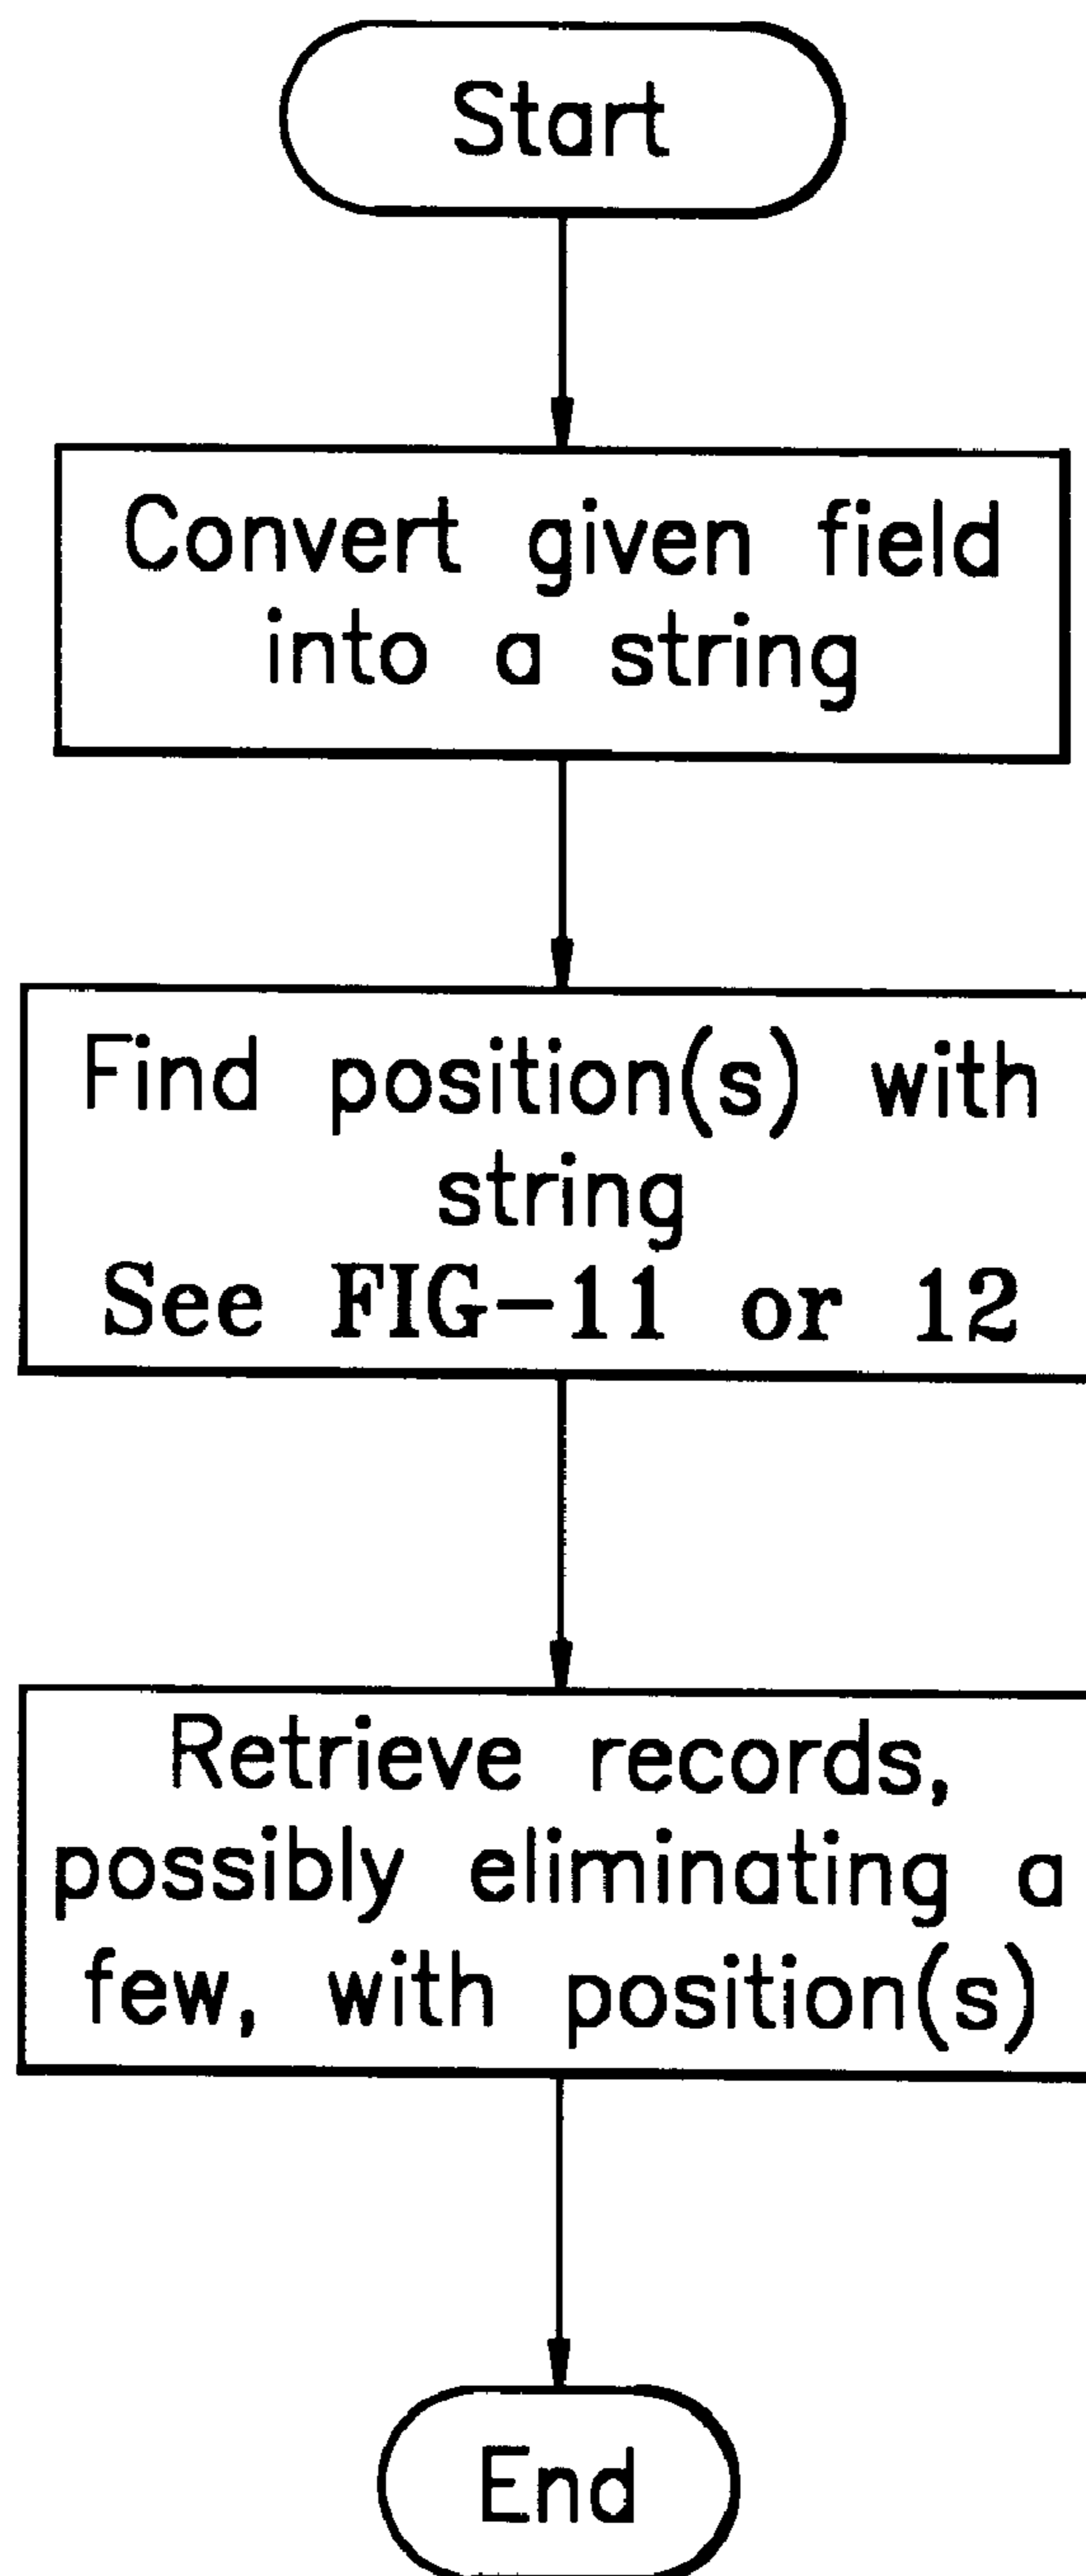 Start
Convert given field
into a string
Find position(s) with
string
See FIG-11 or 12
Retrieve records,
possibly eliminating a
few, with position(s)
End